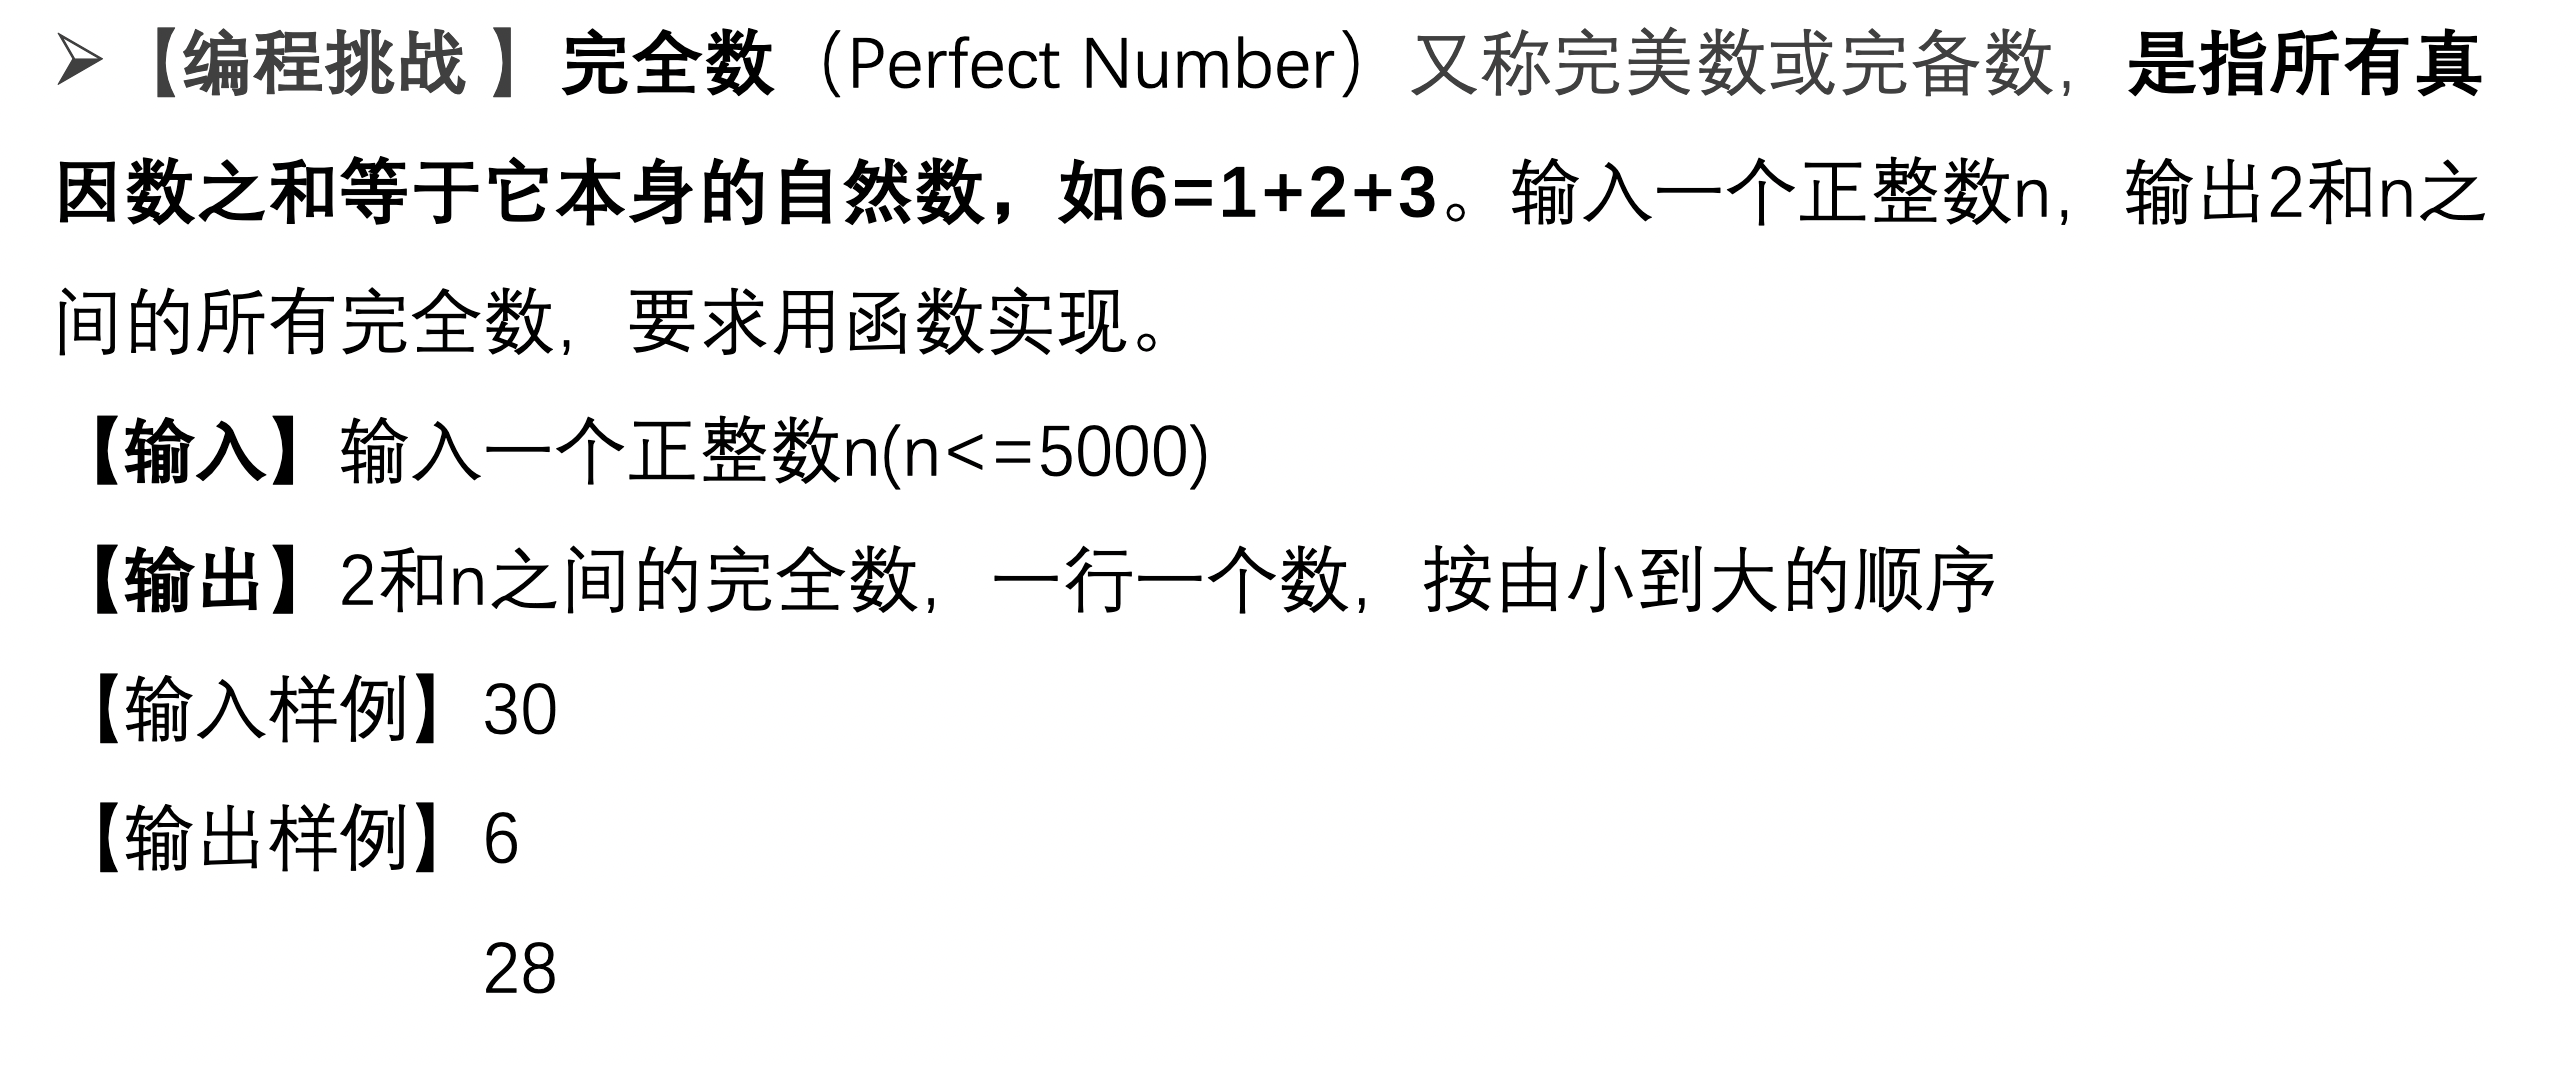 ➢【编程挑战 】完全数（Perfect Number）又称完美数或完备数，是指所有真
因数之和等于它本身的自然数，如6=1+2+3。输入一个正整数n，输出2和n之
间的所有完全数，要求用函数实现。
【输入】输入一个正整数n(n<=5000)
【输出】2和n之间的完全数，一行一个数，按由小到大的顺序
【输入样例】30
【输出样例】6
28